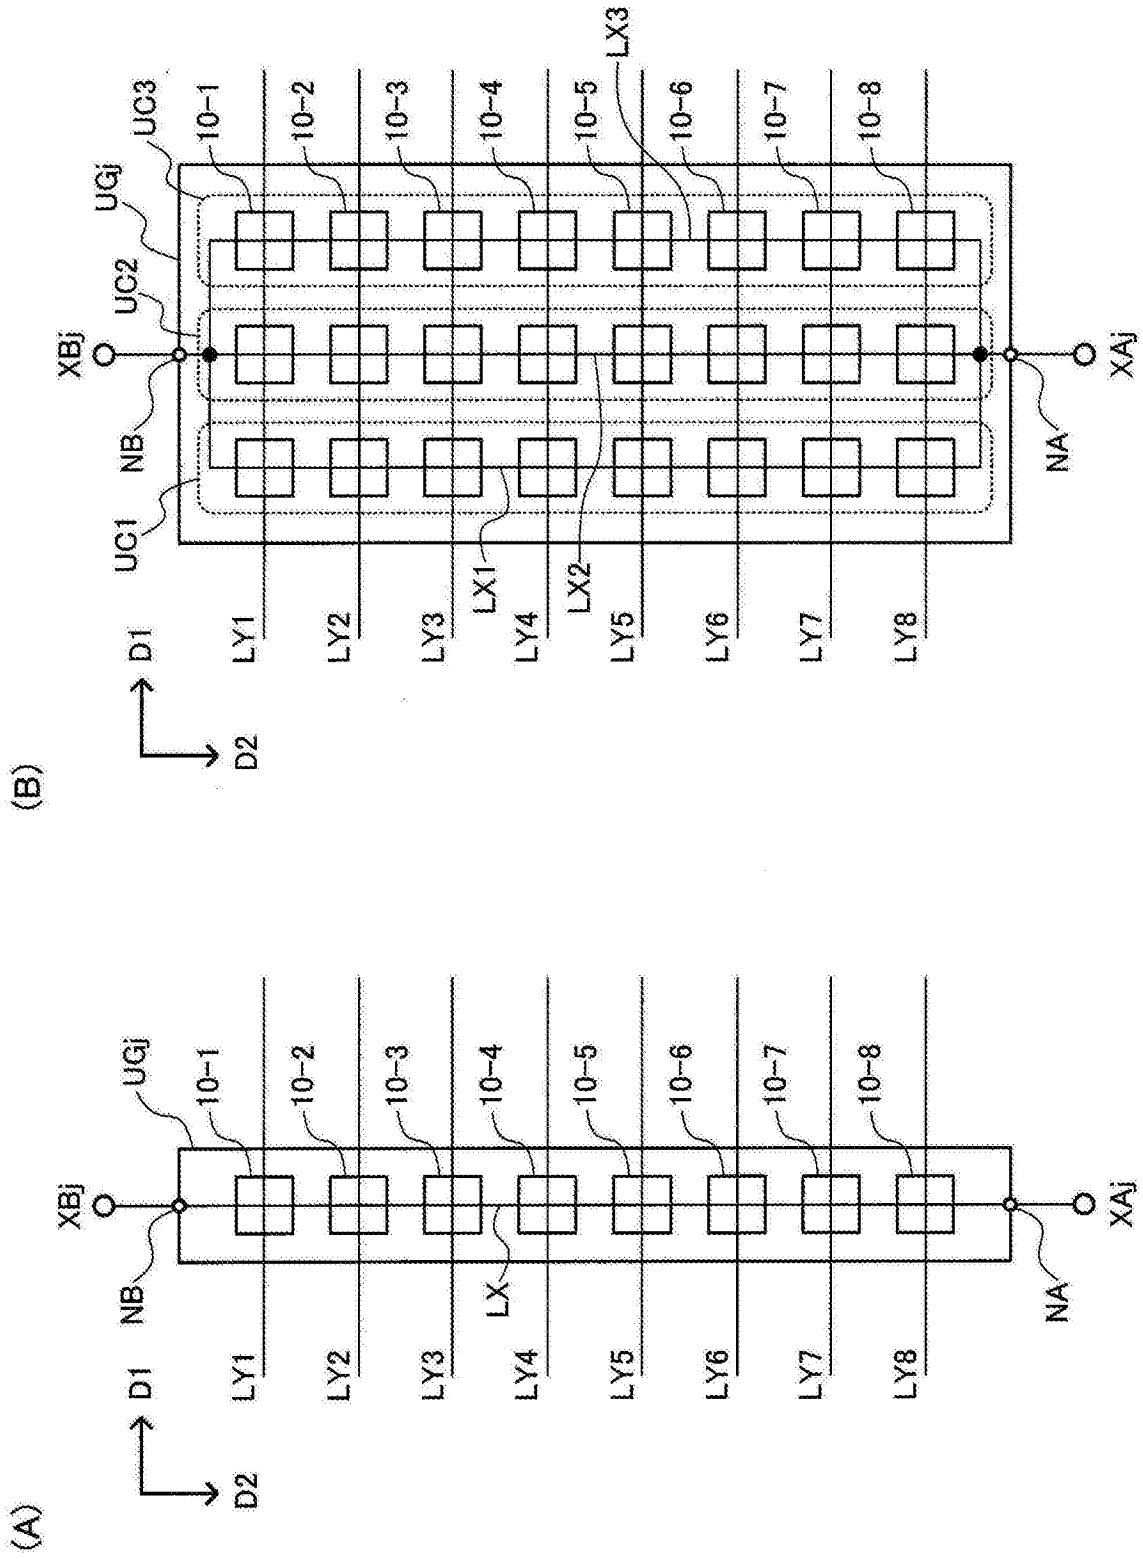 (A)
D1
D2
XBj
NB
UGj
LY1
10-1
LY2
10-2
LY3
10-3
LX
LY4
10-4
LY5
10-5
LY6
10-6
LY7
10-7
LY8
10-8
NA
XAj
(B)
D1
D2
XBj
NB
UC1
UC2
UGj
UC3
LY1
10-1
LY2
10-2
LY3
10-3
LX1
LY4
10-4
LX2
LY5
10-5
LX3
LY6
10-6
LY7
10-7
LY8
10-8
NA
XAj